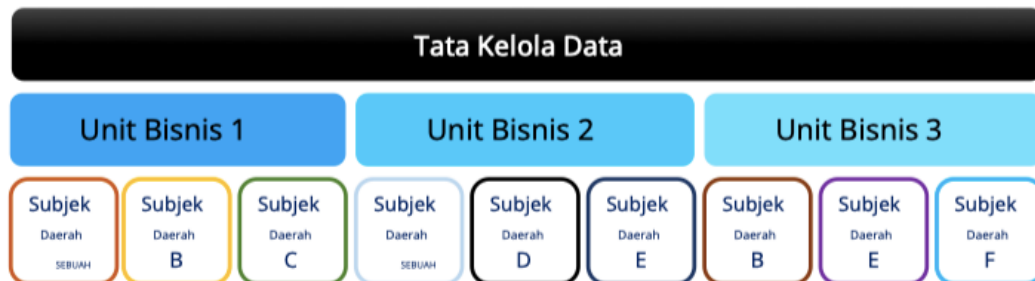 Tata Kelola Data
Unit Bisnis 1
Unit Bisnis 2
Unit Bisnis 3
Subjek
Daerah
SEBUAH
Subjek
Daerah
B
Subjek
Daerah
C
Subjek
Daerah
SEBUAH
Subjek
Daerah
D
Subjek
Daerah
E
Subjek
Daerah
B
Subjek
Daerah
E
Subjek
Daerah
F